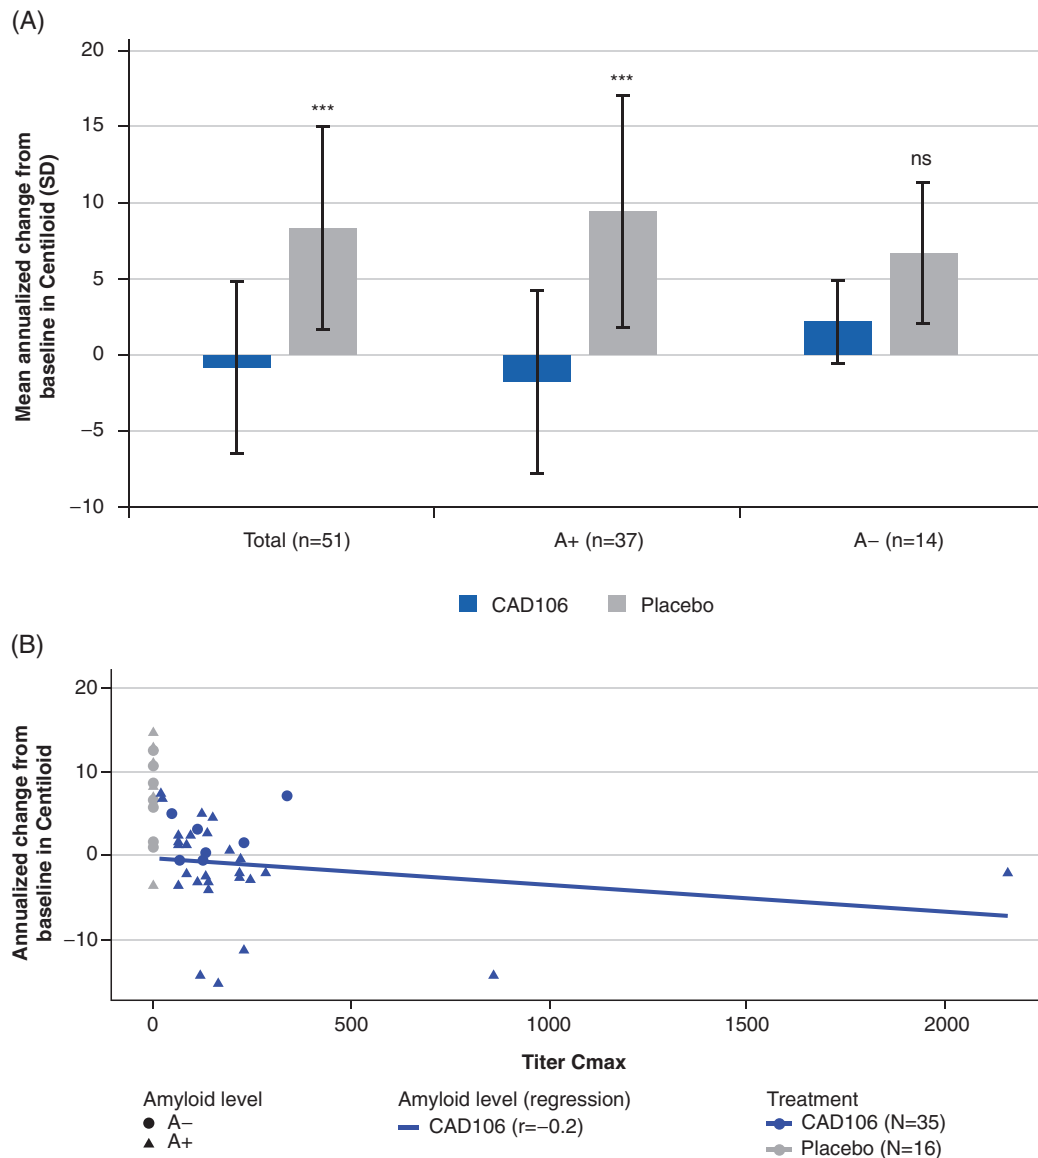 (A)
Mean annualized change from
baseline in Centiloid (SD)
20
15
10
5
0
−5
−10
***
***
ns
Total (n=51)
A+ (n=37)
A− (n=14)
CAD106
Placebo
(B)
Annualized change from
baseline in Centiloid
20
10
0
−10
0
500
1000
1500
2000
Titer Cmax
Amyloid level
A−
A+
Amyloid level (regression)
CAD106 (r=−0.2)
Treatment
CAD106 (N=35)
Placebo (N=16)